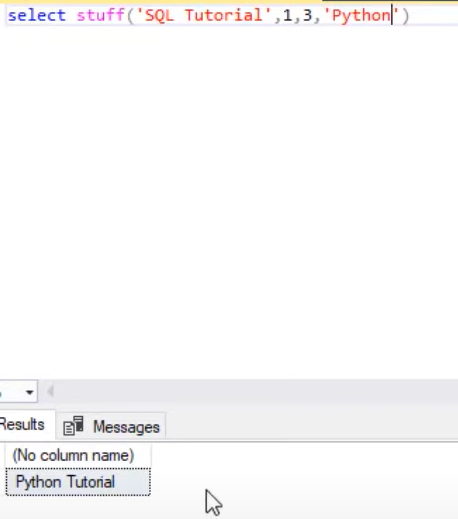 select stuff('SQL Tutorial',1,3,'Python')
Results Messages
(No column name)
Python Tutorial